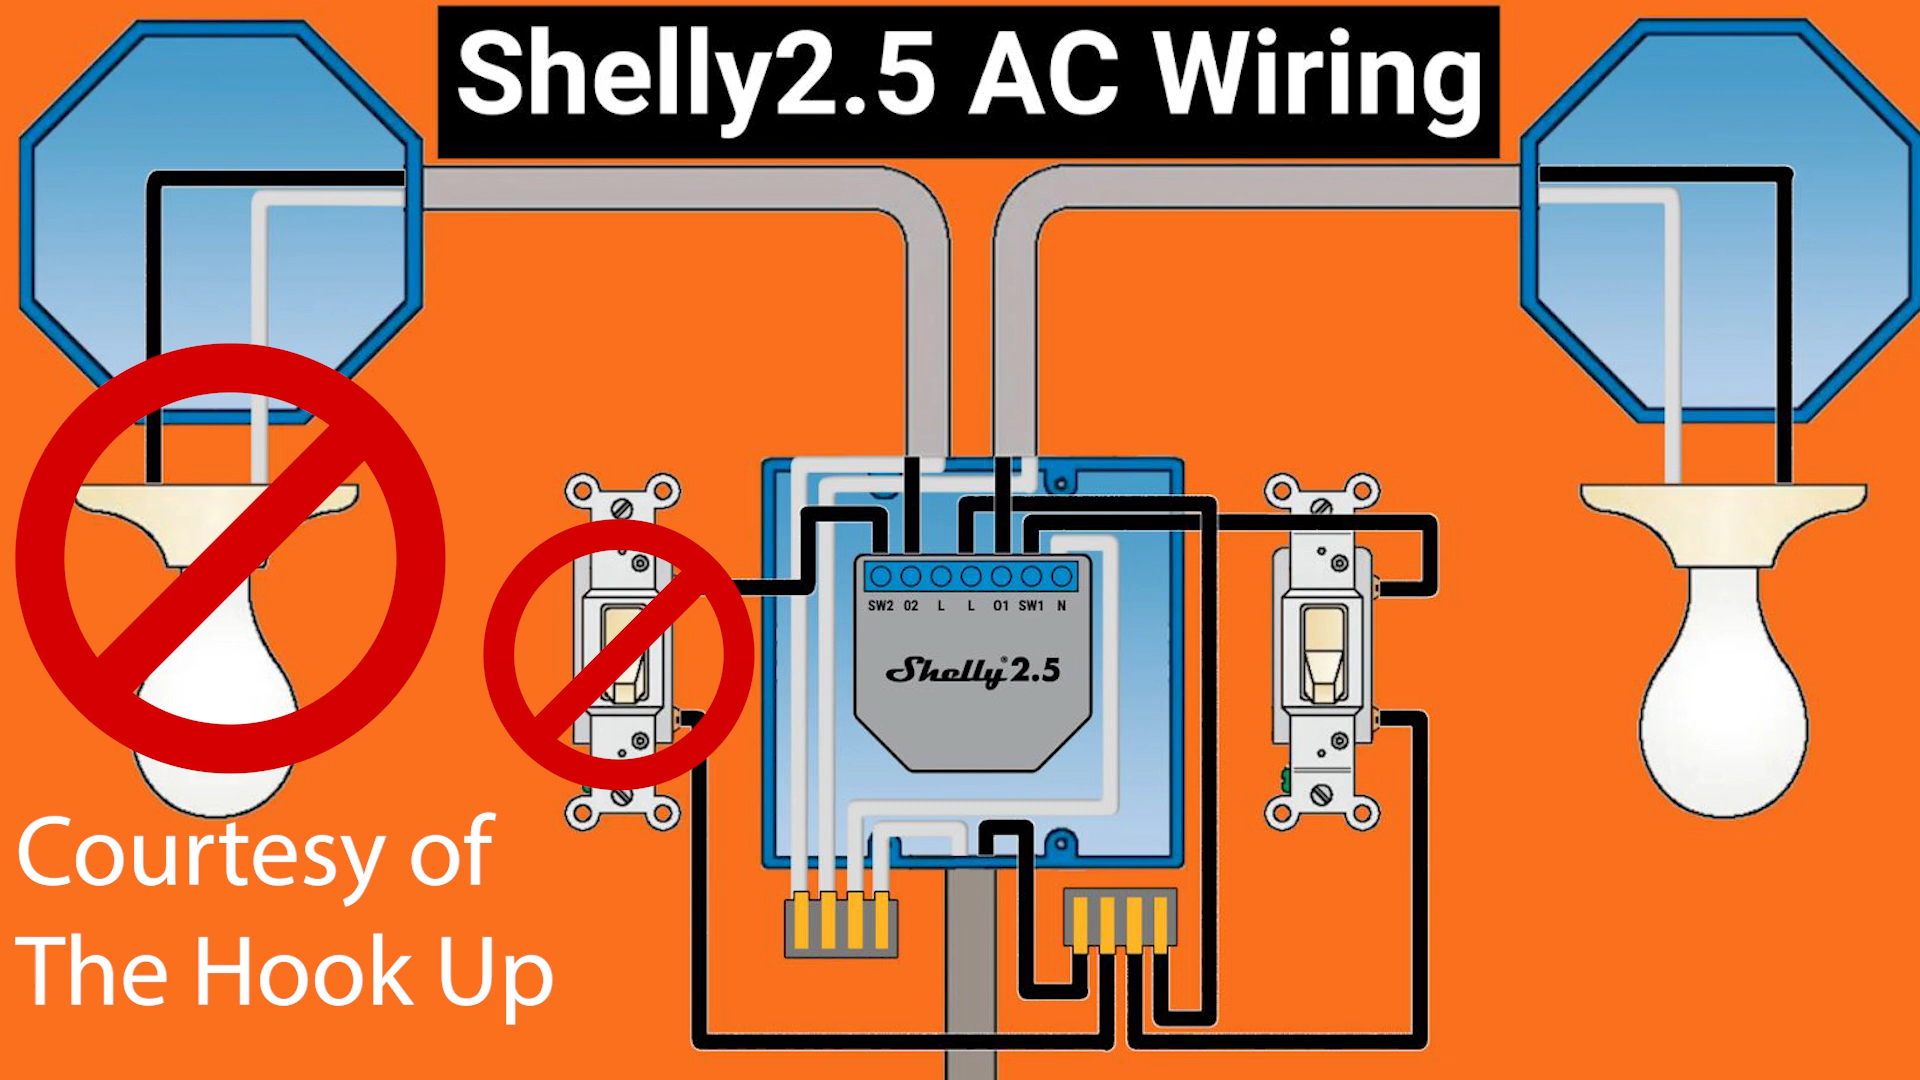 Shelly2.5 AC Wiring
SW2 O2 L L O1 SW1 N
Shelly® 2.5
Courtesy of
The Hook Up